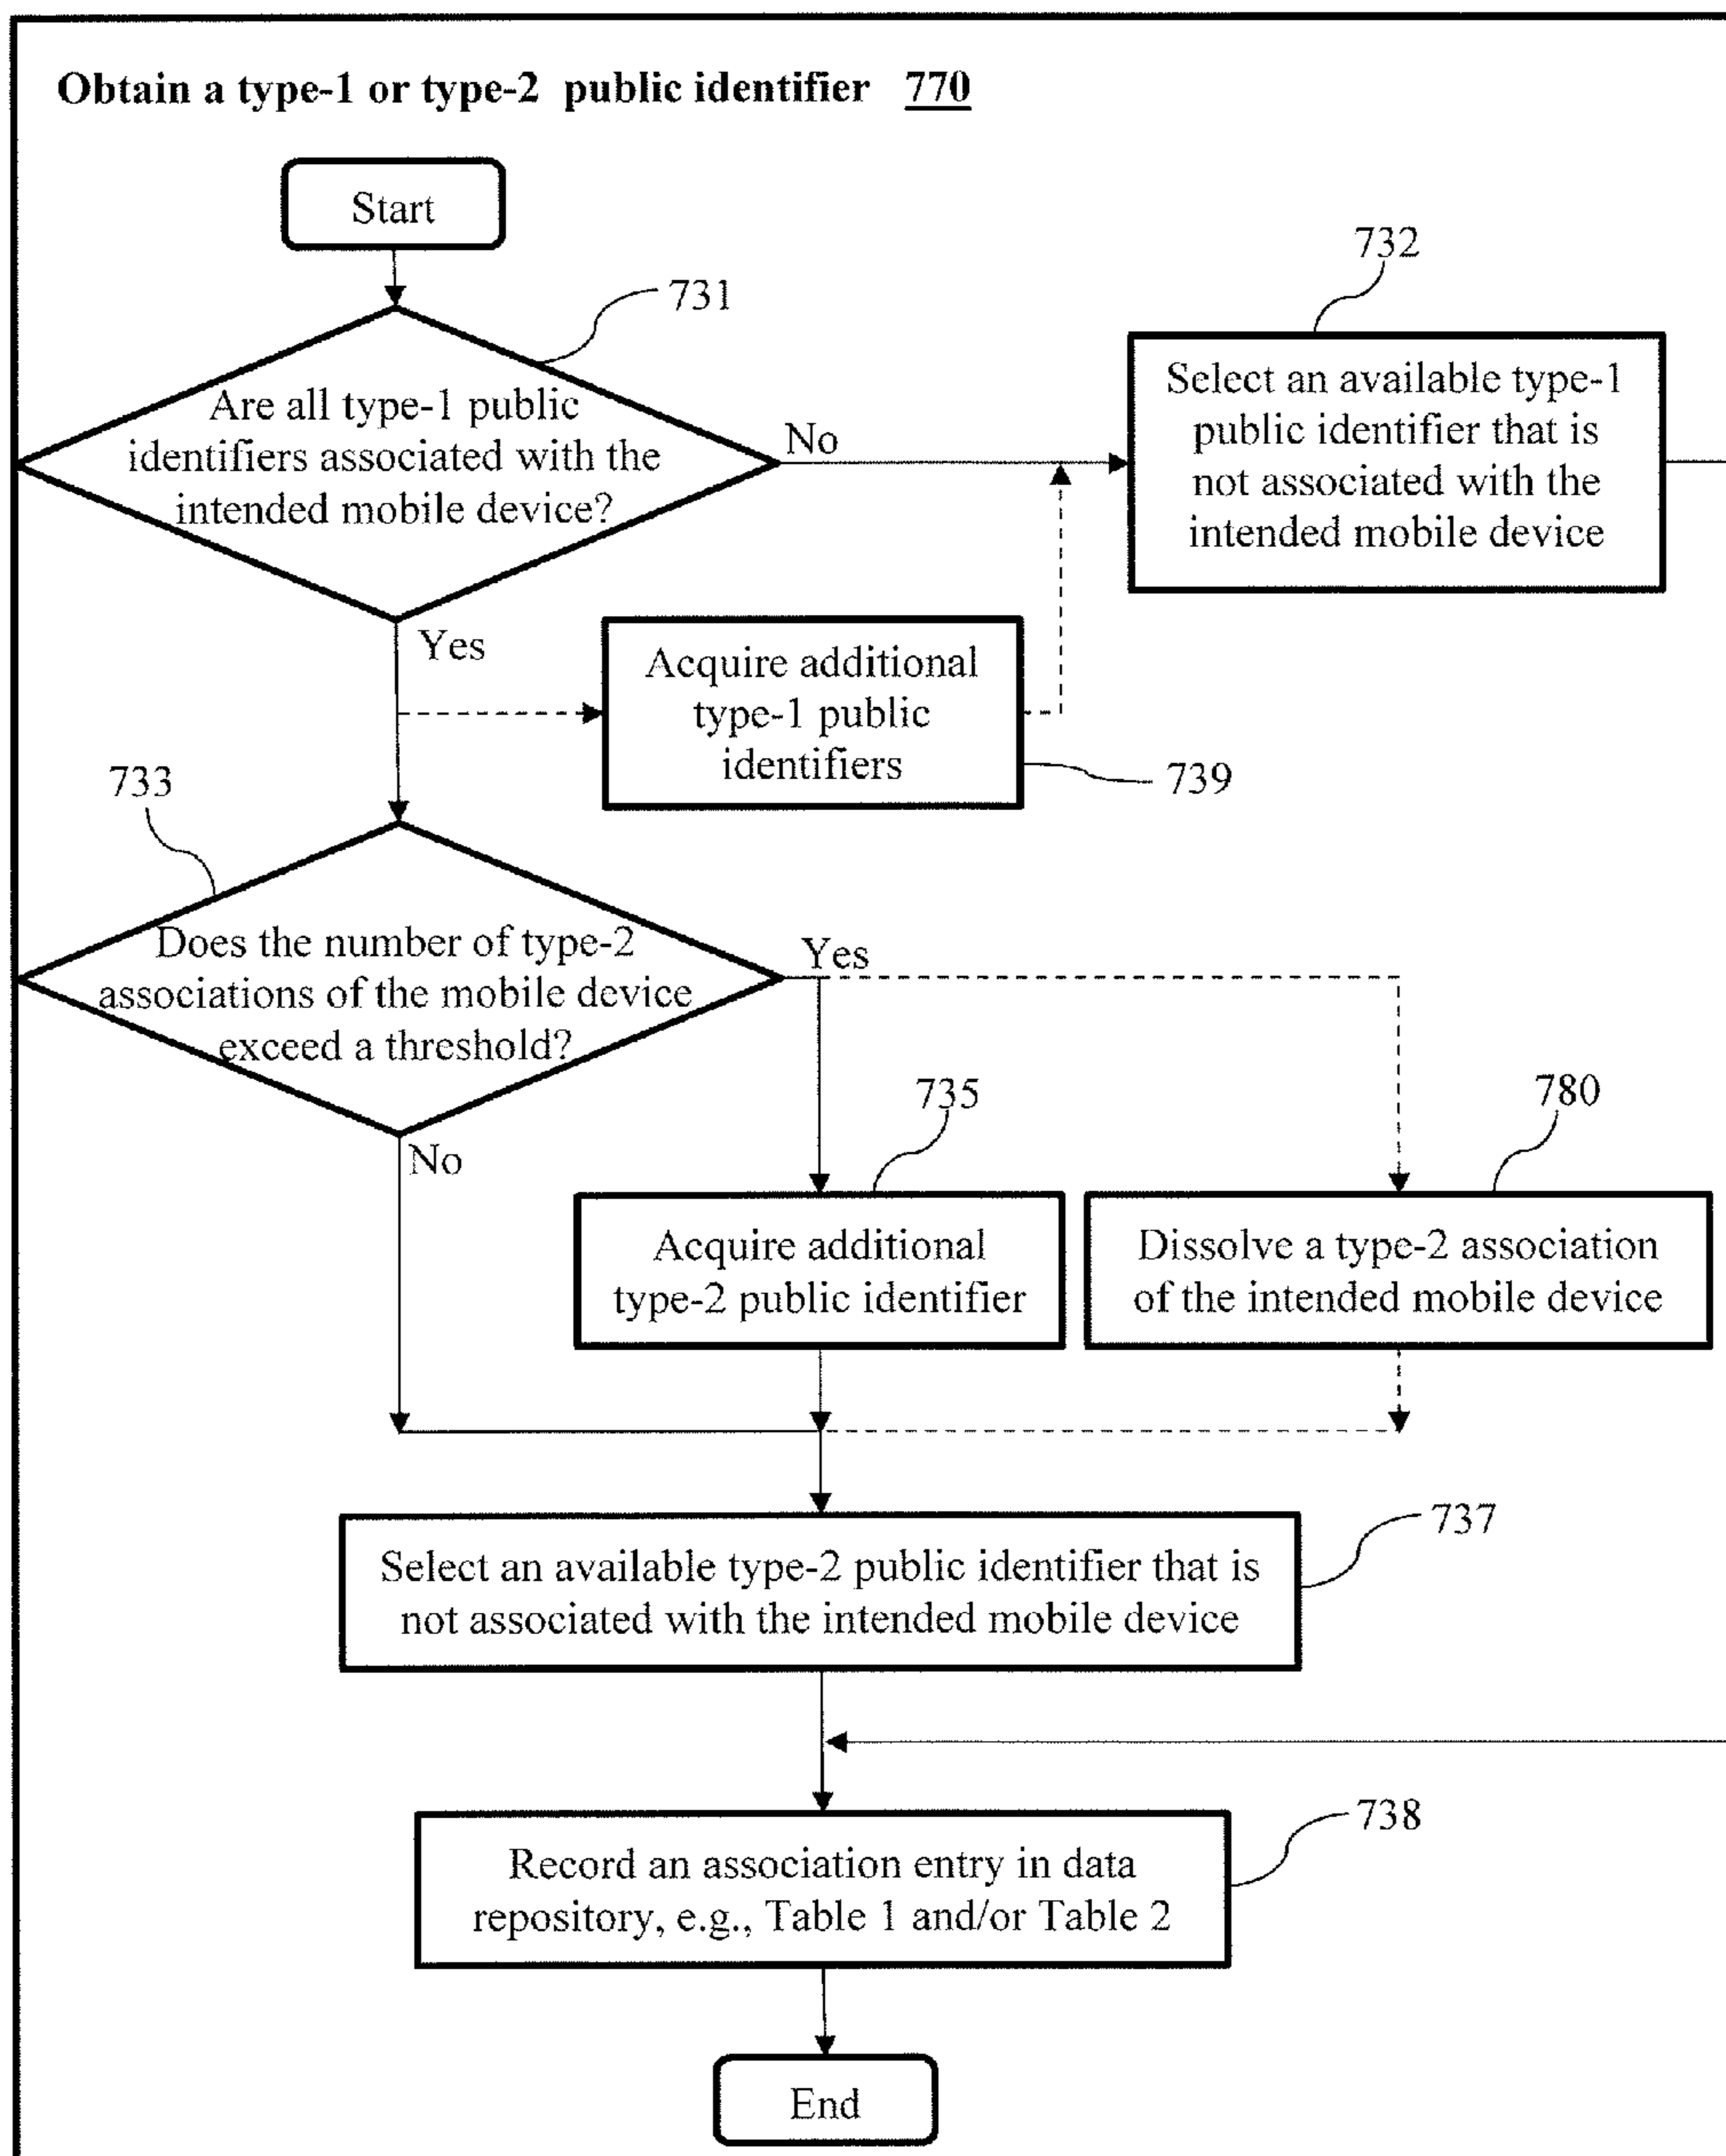 Obtain a type-1 or type-2 public identifier 770
Start
731
732
Are all type-1 public
identifiers associated with the
intended mobile device?
No
Select an available type-1
public identifier that is
not associated with the
intended mobile device
Yes
Acquire additional
type-1 public
identifiers
739
733
Does the number of type-2
associations of the mobile device
exceed a threshold?
Yes
No
735
780
Acquire additional
type-2 public identifier
Dissolve a type-2 association
of the intended mobile device
737
Select an available type-2 public identifier that is
not associated with the intended mobile device
738
Record an association entry in data
repository, e.g., Table 1 and/or Table 2
End